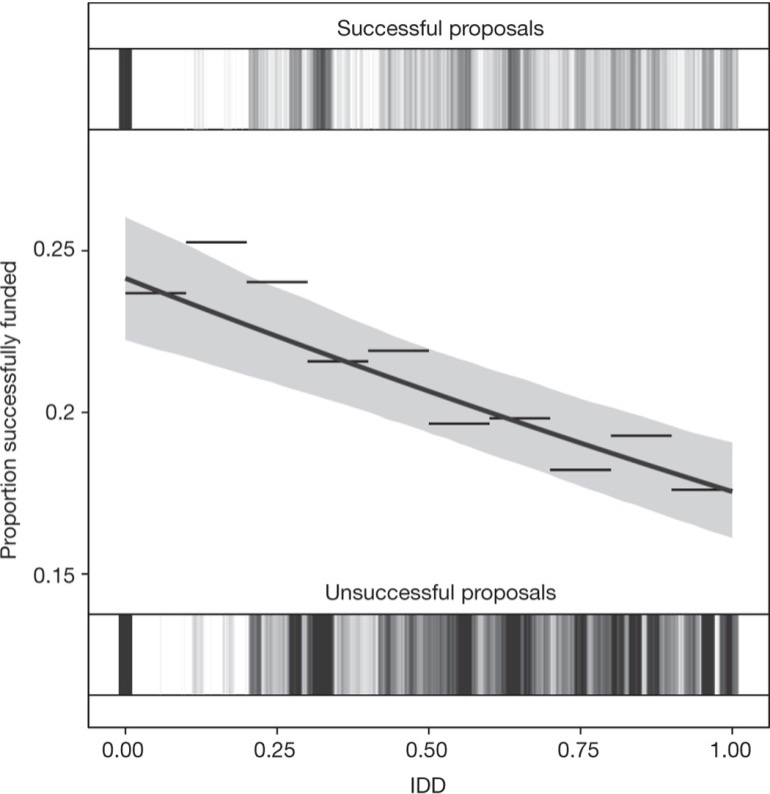 Successful proposals
Proportion successfully funded
0.25
0.2
0.15
Unsuccessful proposals
0.00 0.25 0.50 0.75 1.00
IDD